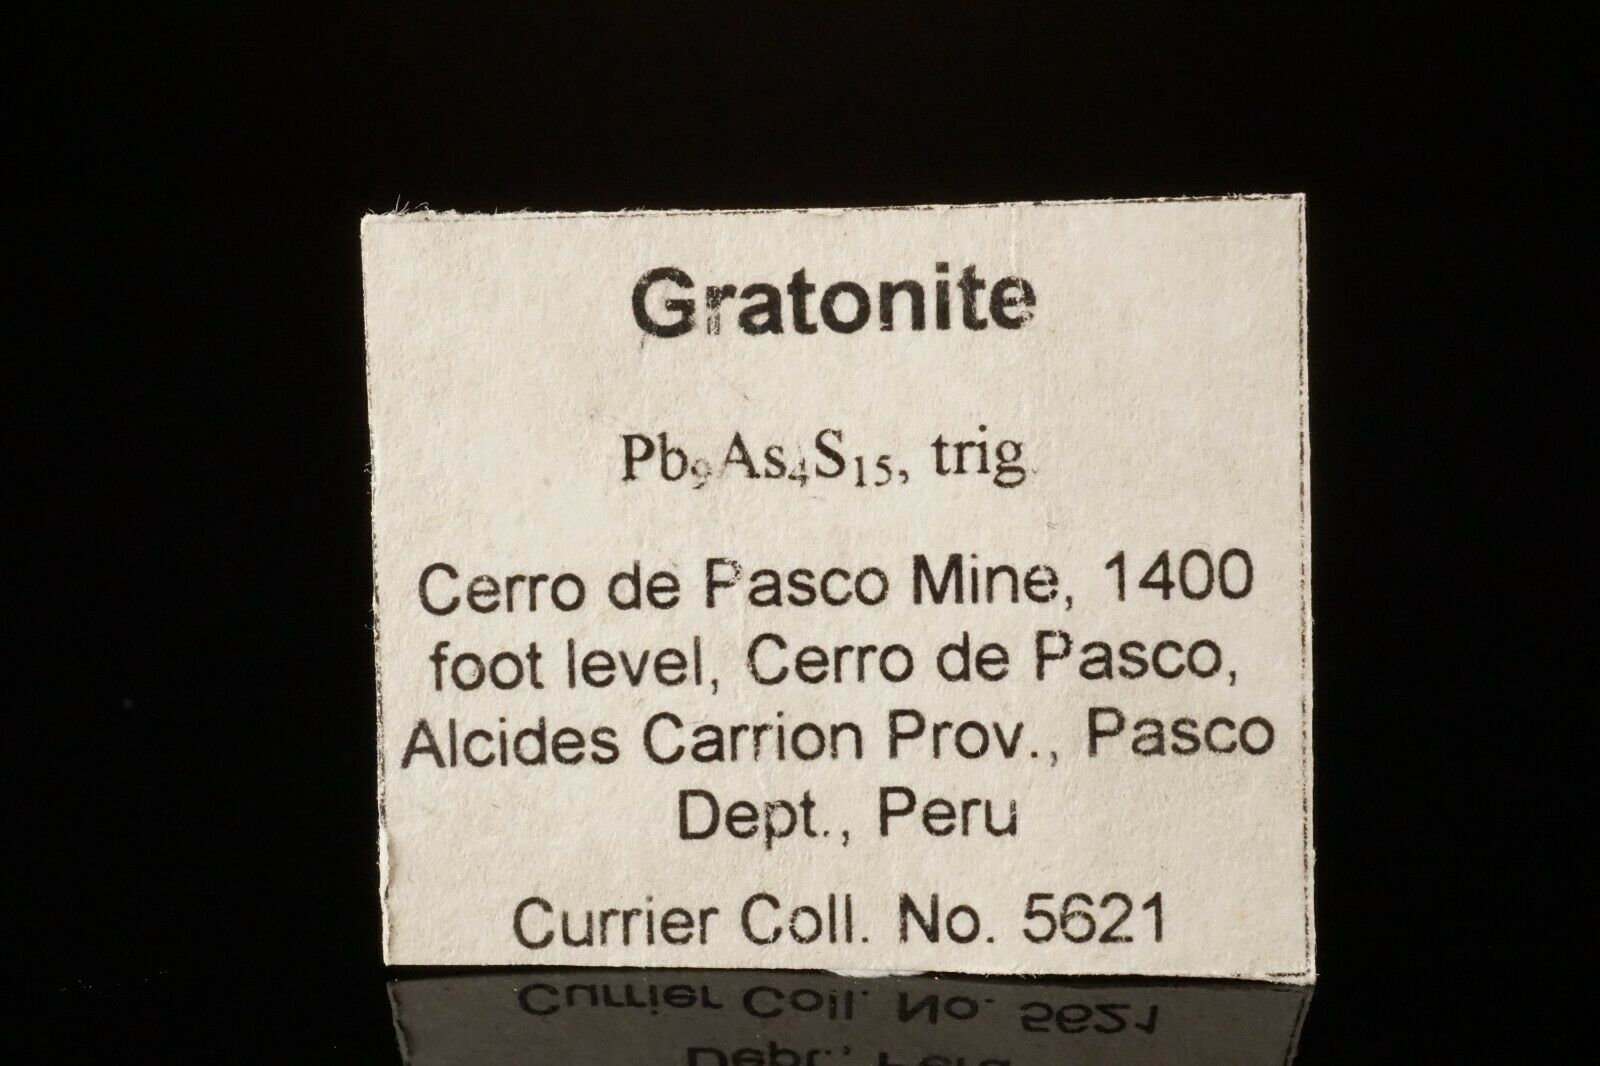 Gratonite
Pb₉As₄S₁₅, trig.
Cerro de Pasco Mine, 1400
foot level, Cerro de Pasco,
Alcides Carrion Prov., Pasco
Dept., Peru
Currier Coll. No. 5621